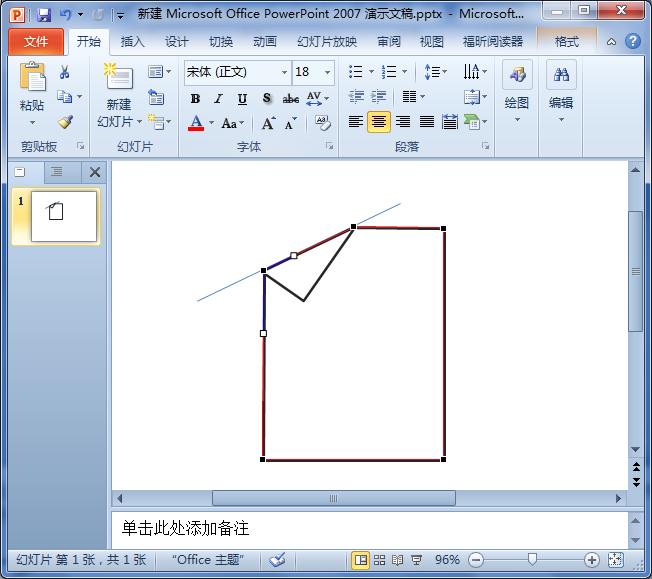 新建 Microsoft Office PowerPoint 2007 演示文稿.pptx - Microsoft...
文件 开始 插入 设计 切换 动画 幻灯片放映 审阅 视图 福昕阅读器 格式
宋体 (正文) 18
粘贴 新建 幻灯片 绘图 编辑
B I U S abc AV
A Aa A A
剪贴板 幻灯片 字体 段落
1
单击此处添加备注
幻灯片 第 1 张，共 1 张 "Office 主题" 96%